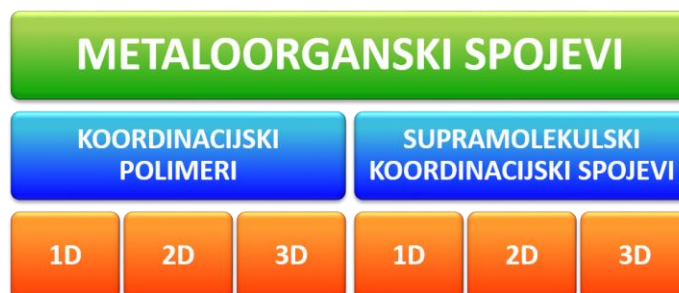 METALOORGANSKI SPOJEVI
KOORDINACIJSKI
POLIMERI
SUPRAMOLEKULSKI
KOORDINACIJSKI SPOJEVI
1D
2D
3D
1D
2D
3D